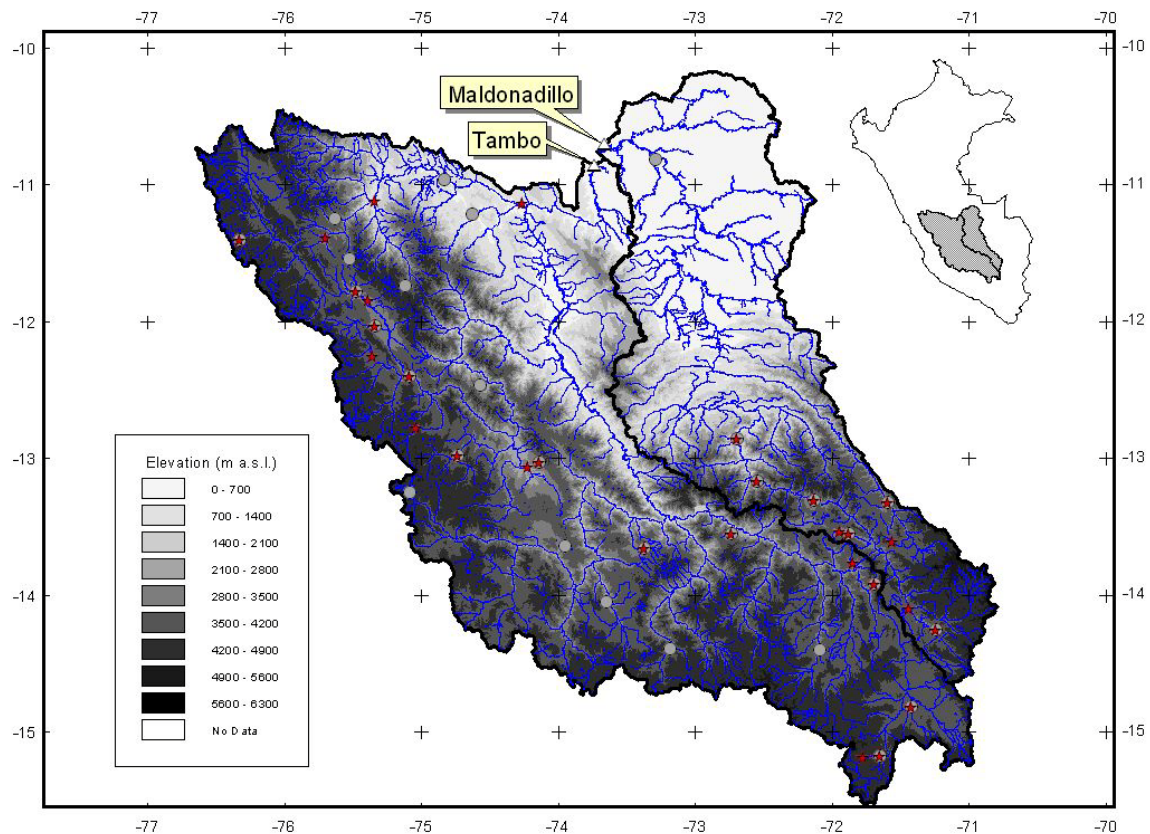 -77 -76 -75 -74 -73 -72 -71 -70
-10 -10
Maldonadillo
Tambo
-11 -11
-12 -12
-13 -13
Elevation (m a.s.l.)
0 - 700
700 - 1400
1400 - 2100
2100 - 2800
2800 - 3500
3500 - 4200
4200 - 4900
4900 - 5600
5600 - 6300
No Data
-14 -14
-15 -15
-77 -76 -75 -74 -73 -72 -71 -70